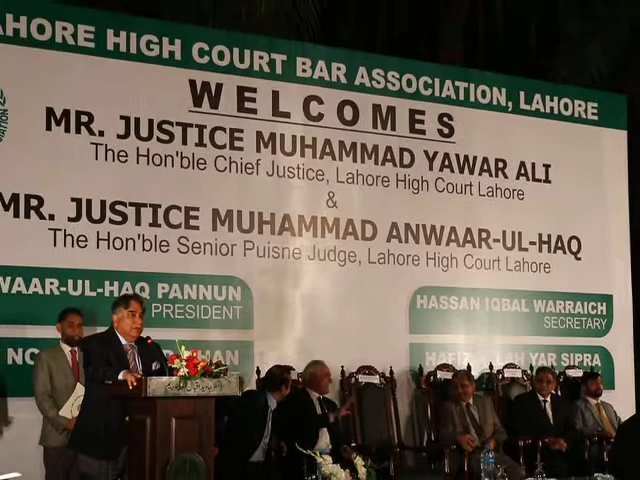 AHORE HIGH COURT BAR ASSOCIATION, LAHORE
WELCOMES
MR. JUSTICE MUHAMMAD YAWAR ALI
The Hon'ble Chief Justice, Lahore High Court Lahore
&
MR. JUSTICE MUHAMMAD ANWAAR-UL-HAQ
The Hon'ble Senior Puisne Judge, Lahore High Court Lahore
WAAR-UL-HAQ PANNUN
PRESIDENT
HASSAN IQBAL WARRAICH
SECRETARY
YAR SIPRA